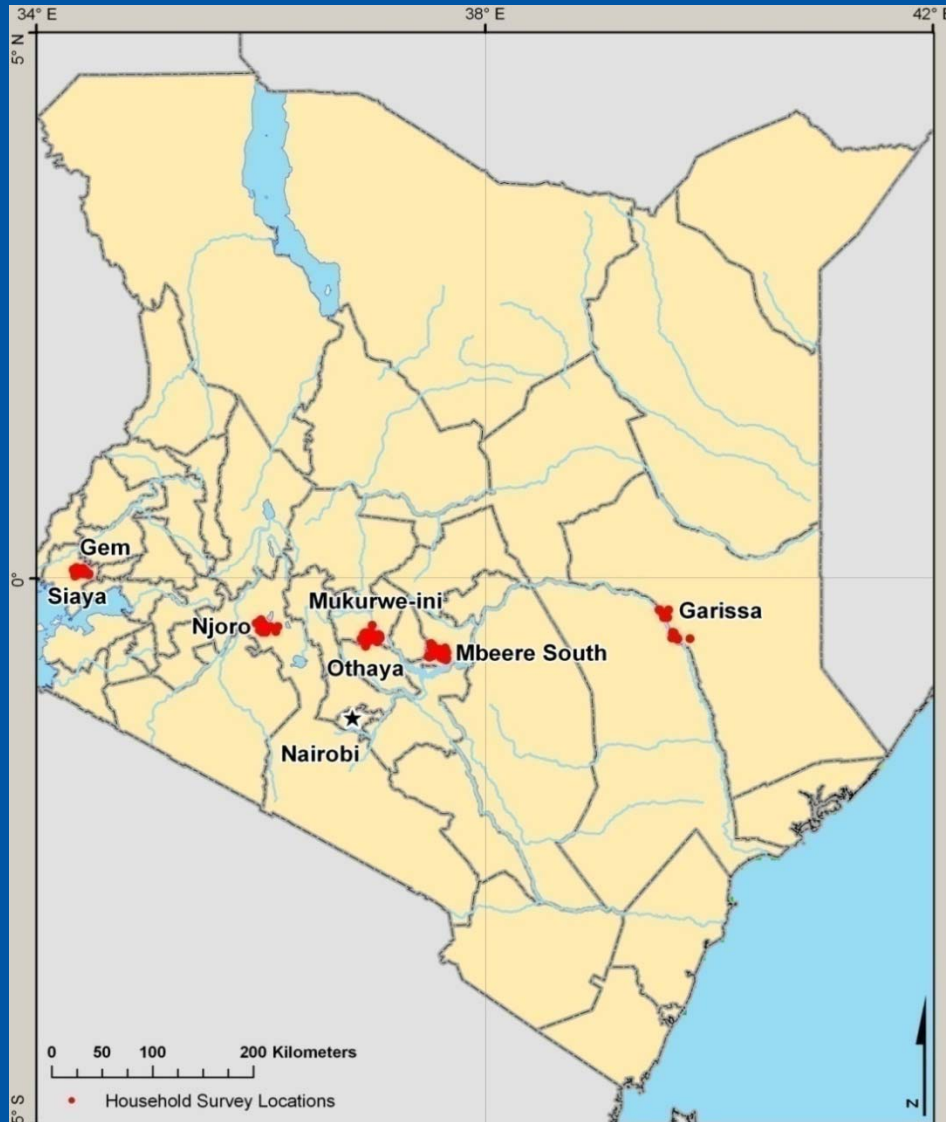 34° E
38° E
42° E
5° N
Gem
0°
Siaya
Mukurwe-ini
Garissa
Njoro
Othaya
Mbeere South
Nairobi
0 50 100 200 Kilometers
Household Survey Locations
5° S
N